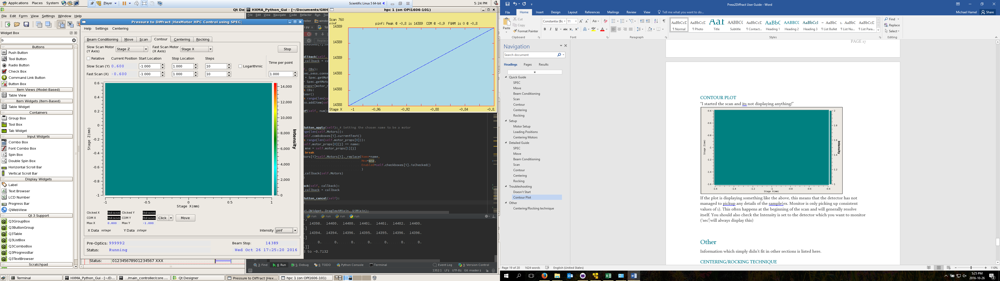 Applications
Places
System
Player
Scientific Linux 5 64-bit
5:24 PM
Qt De
File
Edit
Form
View
Settings
Window
Help
Widget Box
b
Buttons
Push Button
Tool Button
Radio Button
Check Box
Command Link Button
Button Box
Item Views (Model-Based)
Table View
Item Widgets (Item-Based)
Table Widget
Containers
Group Box
Tool Box
Tab Widget
Input Widgets
Combo Box
Font Combo Box
Spin Box
Double Spin Box
Horizontal Scroll Bar
Vertical Scroll Bar
Display Widgets
Label
Text Browser
LCD Number
Progress Bar
QWebView
Qt 3 Support
Q3GroupBox
Q3ButtonGroup
Q3Table
Q3ListBox
Q3ComboBox
Q3ProgressBar
Q3TextBrowser
Scratchpad
Pressure to Diffract |HexMotor HPC Control using SPEC|
Help
Settings
Centering
Beam Conditioning
Move
Scan
Contour
Centering
Rocking
Slow Scan Motor (Y Axis)
Stage Z
Fast Scan Motor (X Axis)
Stage X
Stop
Relative
Current Position
Start Location
Stop Location
Steps
Time per point
Slow Scan (Y)
0.600
-1.000
1.000
10
Logarithmic
Fast Scan (X)
-0.600
-1.000
1.000
10
1.000
0.6
0.4
0.2
0
-0.2
-0.4
-0.6
-0.8
-1
Stage Z(mm)
-1
-0.5
0
0.5
1
Stage X(mm)
14,000
12,000
10,000
8,000
6,000
4,000
2,000
0
Intensity
Clicked X
Unknown
Clicked Y
Unknown
COM X
Unknown
COM Y
Unknown
Click
Move
Max X
0.600
Max Y
-1.000
X Data
xstage
Y Data
zstage
Intensity
pinf
Pre-Optics:
999992
Beam Stop:
14389
Status:
Running
Wed Oct 26 17:25:20 2016
Status:
012345678901234567 XXX
HXMA_Python_Gui - [~/Documents/GitH
File
Edit
View
Navigate
Code
Refactor
Run
Too
allback(self,
_callback = ca
f, CBs):
pec_sess.conne
= Spec.getMot
= Spec.getMoto
props=[motor_n
n CBs:
lear()
n range(len(se
bo.addItem(sel
ef(self, num):
Button_apply(self): # Setting the chosen name to be a motor
nge(len(self.Motors)):
self.comboboxes[i].currentText()
n range(len(self.motor_props[0])):
self.motor_props[0][j] == name:
mne = self.motor_props[1][j]
break
tors[i]=self.Motors[i]._replace(Name=name,
Mne=mne,
Enabled=self.checkboxes[i].isChecked()
)
_callback(self.Motors)
back(self, callback):
_callback = callback
Button_cancel(self):
ui.QWidget, DragTextMixin, UiMixin):
run
run
run
run
14398. 14400. 14400. 14401. 14401. 14402. 14400.
.]
14394. 14394. 14396. 14395. 14395. 14396. 14396.
.]
0. 0. 0. 0. 0. 0. 0.
.]]
d to -0.7132
3: Find
4: Run
5: Debug
6: TODO
Python Console
Terminal
Event Log
9: Version Control
1352:1
LF
UTF-8
Git: master
hpc 1 (on OPI1606-101)
Scan 760
pinf
pinf: Peak @ -0.8 is 14389 COM @ -0.9 FWHM is 0 @ -0.8
14389
14389
14389
14388
14388
14388
Stage X
-1
-0.96
-0.92
-0.88
-0.84
-0.8
Terminal
HXMA_Python_Gui - [~/D...
.../main_controller/core....
Qt Designer
Pressure to Diffract |Hex...
hpc 1 (on OPI1606-101)
Press2Diffract User Guide - Word
File
Home
Insert
Design
Layout
References
Mailings
Review
View
Tell me what you want to do...
Michael Hamel
Share
Paste
Cut
Copy
Format Painter
Clipboard
Constantia (Bc
11
Font
Paragraph
¶ Normal
¶ Photo
Title
Subtitle
¶ Contact...
Heading 1
Heading 2
Heading 3
¶ List Bullet
¶ List Nu...
¶ List Para...
Styles
Find
Replace
Select
Editing
Navigation
Search document
Headings
Pages
Results
Quick Guide
SPEC
Move
Beam Conditioning
Scan
Contour
Centering
Rocking
Setup
Motor Setup
Loading Positions
Centering Motors
Detailed Guide
SPEC
Move
Beam Conditioning
Scan
Contour
Centering
Rocking
Troubleshooting
Doesn't Start
Contour Plot
Other
Centering/Rocking technique
PAGE 17
CONTOUR PLOT
"I started the scan and its not displaying anything!"
-0.4
-0.6
-0.8
-1
-1.2
-1.4
-1.6
Stage Z(mm)
-1.6
-1.4
-1.2
-1
-0.8
-0.6
-0.4
Stage X(mm)
2
1.8
1.6
1.4
1.2
1
Intensity
If the plot is displaying something like the above, this means that the detector has not
managed to pickup any details of the sample(ex. Monitor is only picking up consistent
values of 1). This often happens at the beginning of the scan and will generally resolve
itself. You should also check the Intensity is set to the detector which you want to monitor
('sec' will always display this)
Other
Information which simply didn't fit in other sections is listed here.
CENTERING/ROCKING TECHNIQUE
Page 19 of 20
1624 words
English (United States)
110%
5:25 PM
2016-10-26